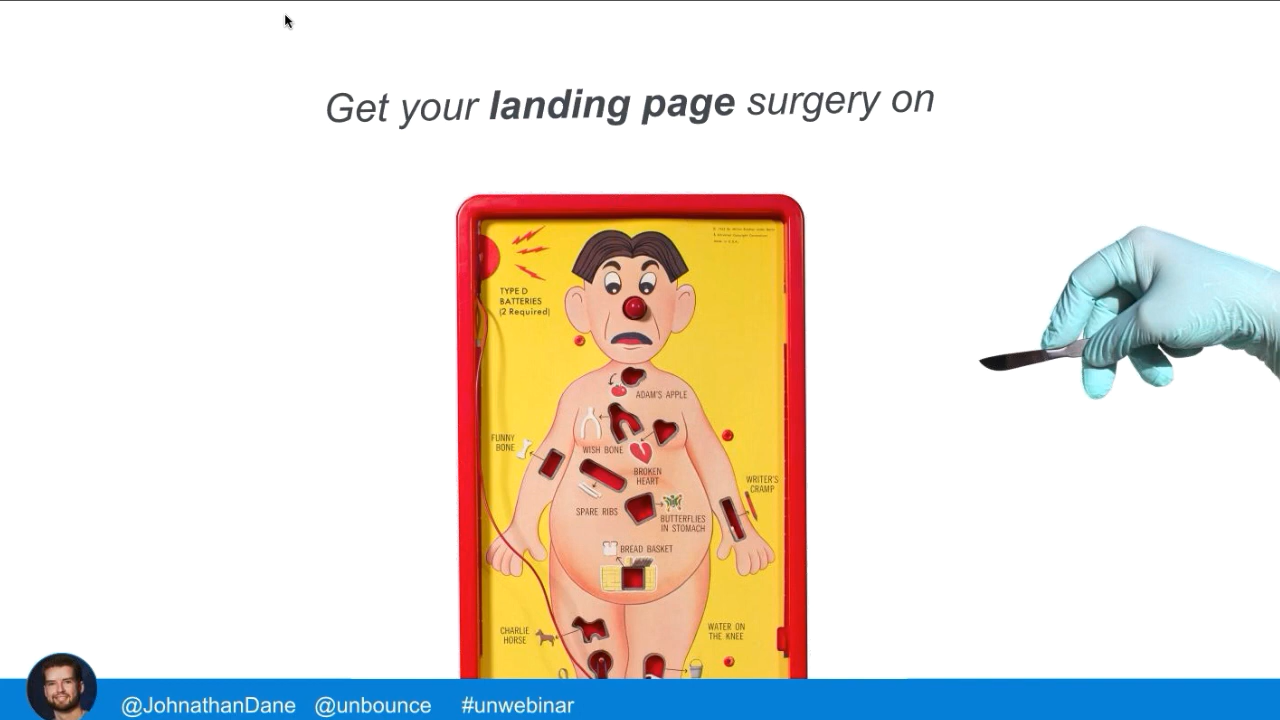 Get your landing page surgery on
TYPE D
BATTERIES
(2 Required)
ADAM'S APPLE
FUNNY
BONE
WISH BONE
BROKEN
HEART
WRITER'S
CRAMP
SPARE RIBS
BUTTERFLIES
IN STOMACH
BREAD BASKET
CHARLIE
HORSE
WATER ON
THE KNEE
@JohnathanDane @unbounce #unwebinar